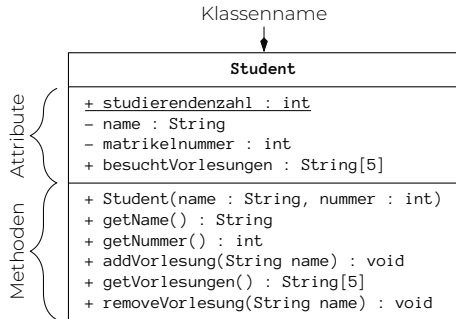 Klassenname
Student
+ studierendenzahl : int
– name : String
– matrikelnummer : int
+ besuchtVorlesungen : String[5]
Attribute
+ Student(name : String, nummer : int)
+ getName() : String
+ getNummer() : int
+ addVorlesung(String name) : void
+ getVorlesungen() : String[5]
+ removeVorlesung(String name) : void
Methoden